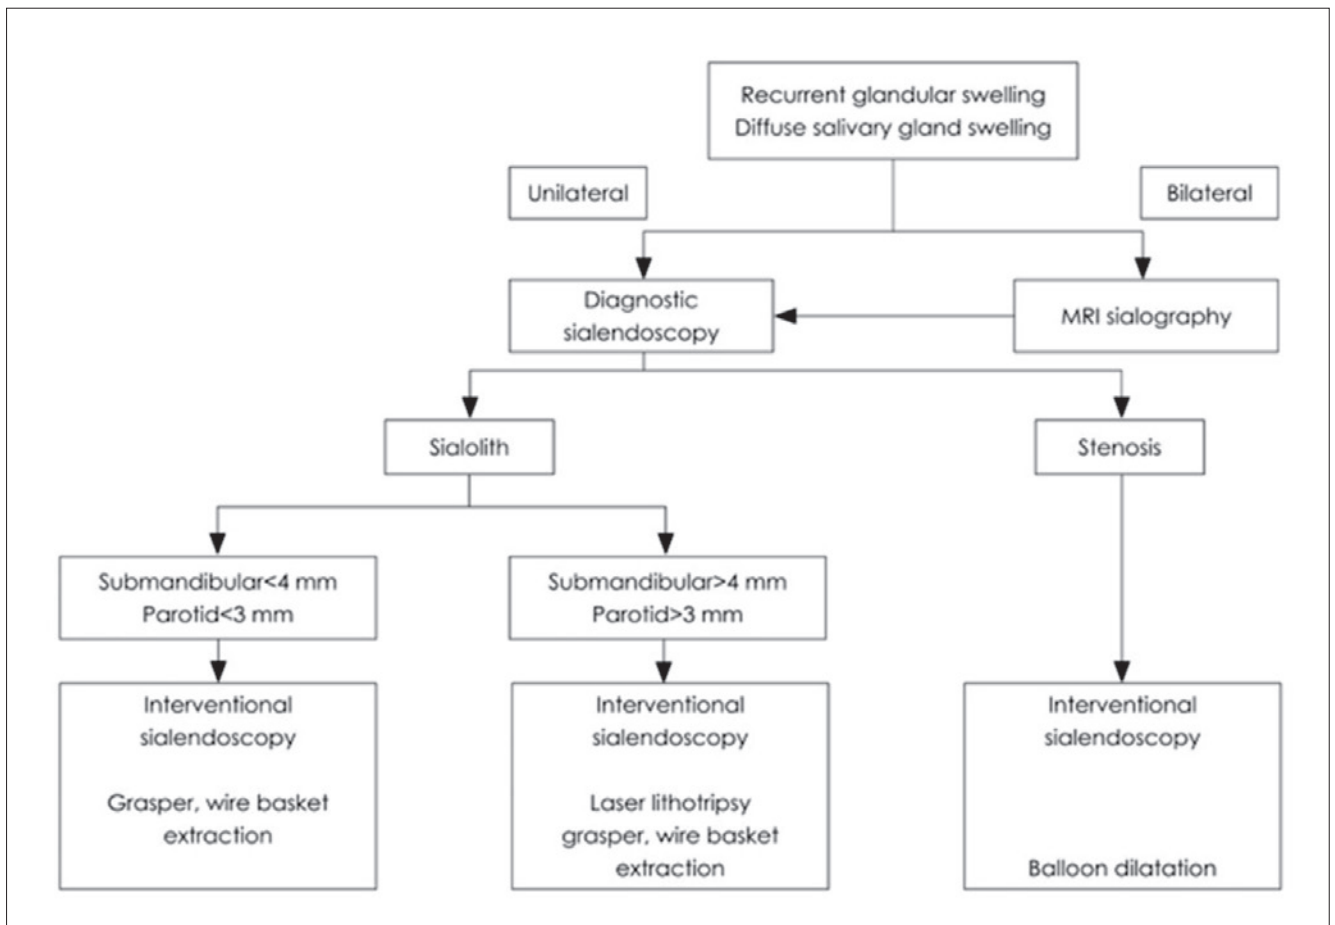 Recurrent glandular swelling
Diffuse salivary gland swelling
Unilateral
Bilateral
Diagnostic
sialendoscopy
MRI sialography
Sialolith
Stenosis
Submandibular<4 mm
Parotid<3 mm
Submandibular>4 mm
Parotid>3 mm
Interventional
sialendoscopy
Grasper, wire basket
extraction
Interventional
sialendoscopy
Laser lithotripsy
grasper, wire basket
extraction
Interventional
sialendoscopy
Balloon dilatation